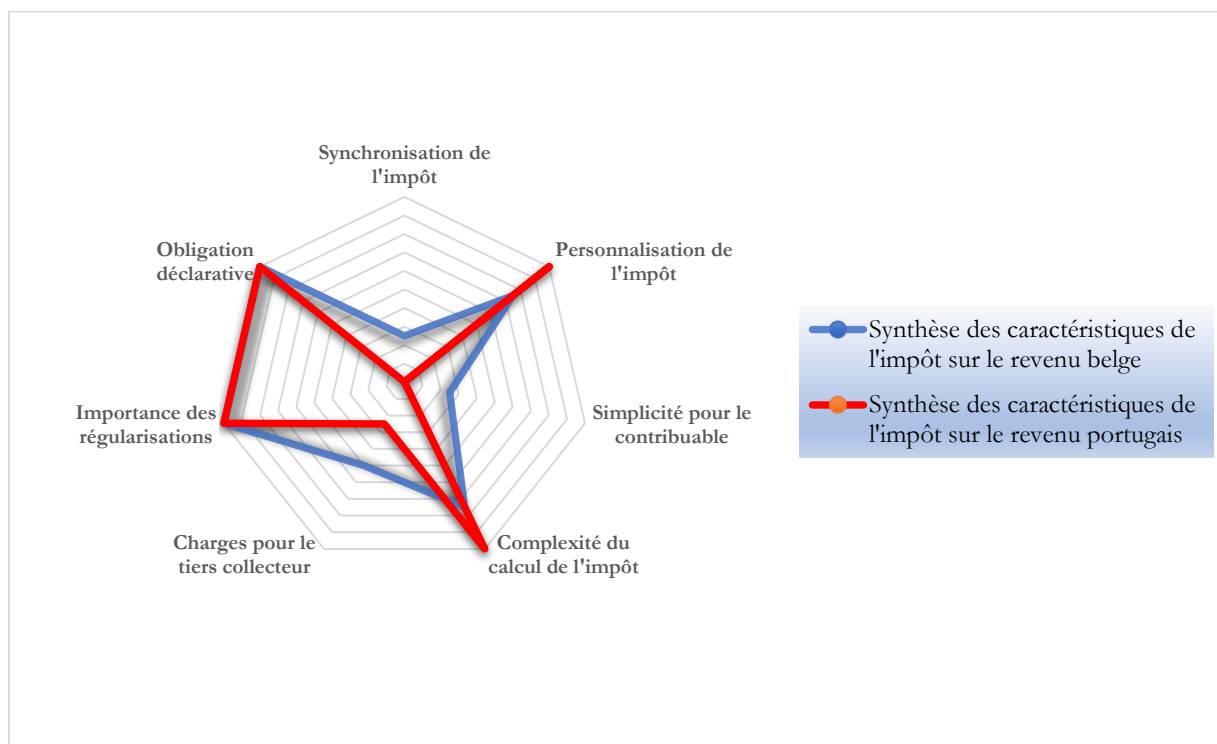 Synchronisation de
l'impôt
Personnalisation de
l'impôt
Simplicité pour le
contribuable
Complexité du
calcul de l'impôt
Charges pour le
tiers collecteur
Importance des
régularisations
Obligation
déclarative
Synthèse des caractéristiques de
l'impôt sur le revenu belge
Synthèse des caractéristiques de
l'impôt sur le revenu portugais